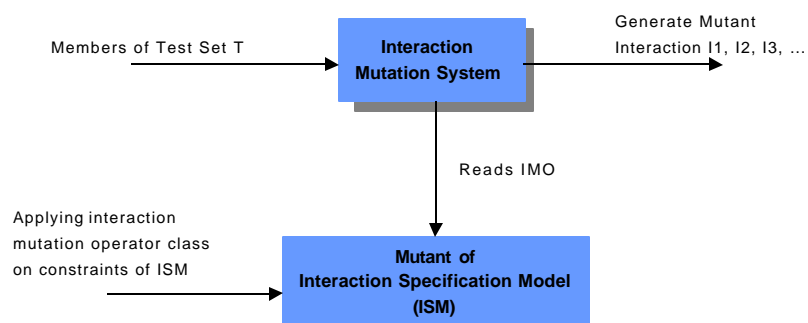 Generate Mutant
Interaction I1, I2, I3, ...
Members of Test Set T
Interaction
Mutation System
Reads IMO
Applying interaction
mutation operator class
on constraints of ISM
Mutant of
Interaction Specification Model
(ISM)